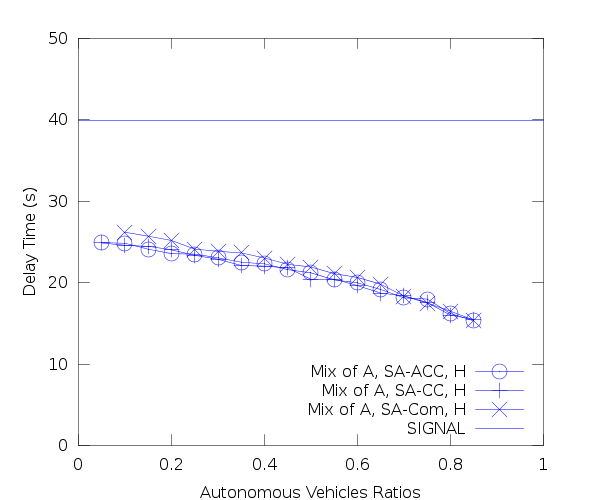 50
40
30
20
10
0
Delay Time (s)
Mix of A, SA-ACC, H
Mix of A, SA-CC, H
Mix of A, SA-Com, H
SIGNAL
0 0.2 0.4 0.6 0.8 1
Autonomous Vehicles Ratios